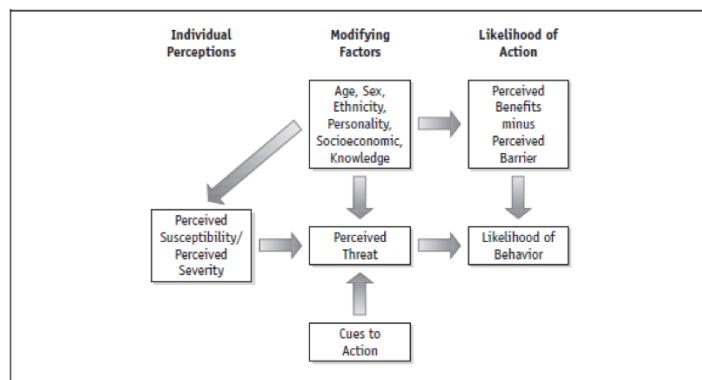 Individual
Perceptions
Modifying
Factors
Likelihood of
Action
Age, Sex,
Ethnicity,
Personality,
Socioeconomic,
Knowledge
Perceived
Benefits
minus
Perceived
Barrier
Perceived
Susceptibility/
Perceived
Severity
Perceived
Threat
Likelihood of
Behavior
Cues to
Action